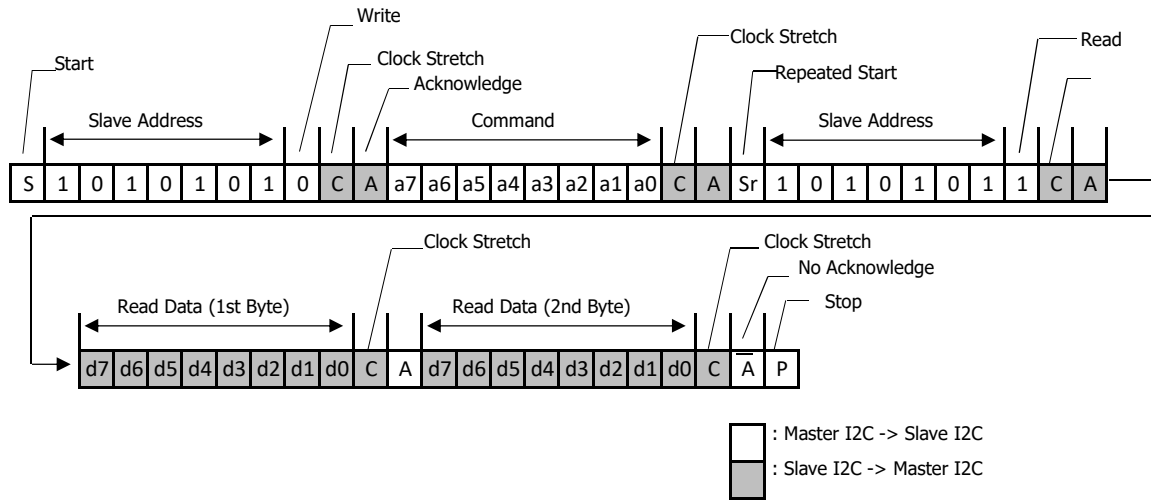 Write
Clock Stretch
Read
Start
Clock Stretch
Repeated Start
Acknowledge
Slave Address
Command
Slave Address
S 1 0 1 0 1 0 1 0 C A a7 a6 a5 a4 a3 a2 a1 a0 C A Sr 1 0 1 0 1 0 1 1 C A
Clock Stretch
Clock Stretch
No Acknowledge
Read Data (1st Byte)
Read Data (2nd Byte)
Stop
d7 d6 d5 d4 d3 d2 d1 d0 C A d7 d6 d5 d4 d3 d2 d1 d0 C A̅ P
: Master I2C -> Slave I2C
: Slave I2C -> Master I2C